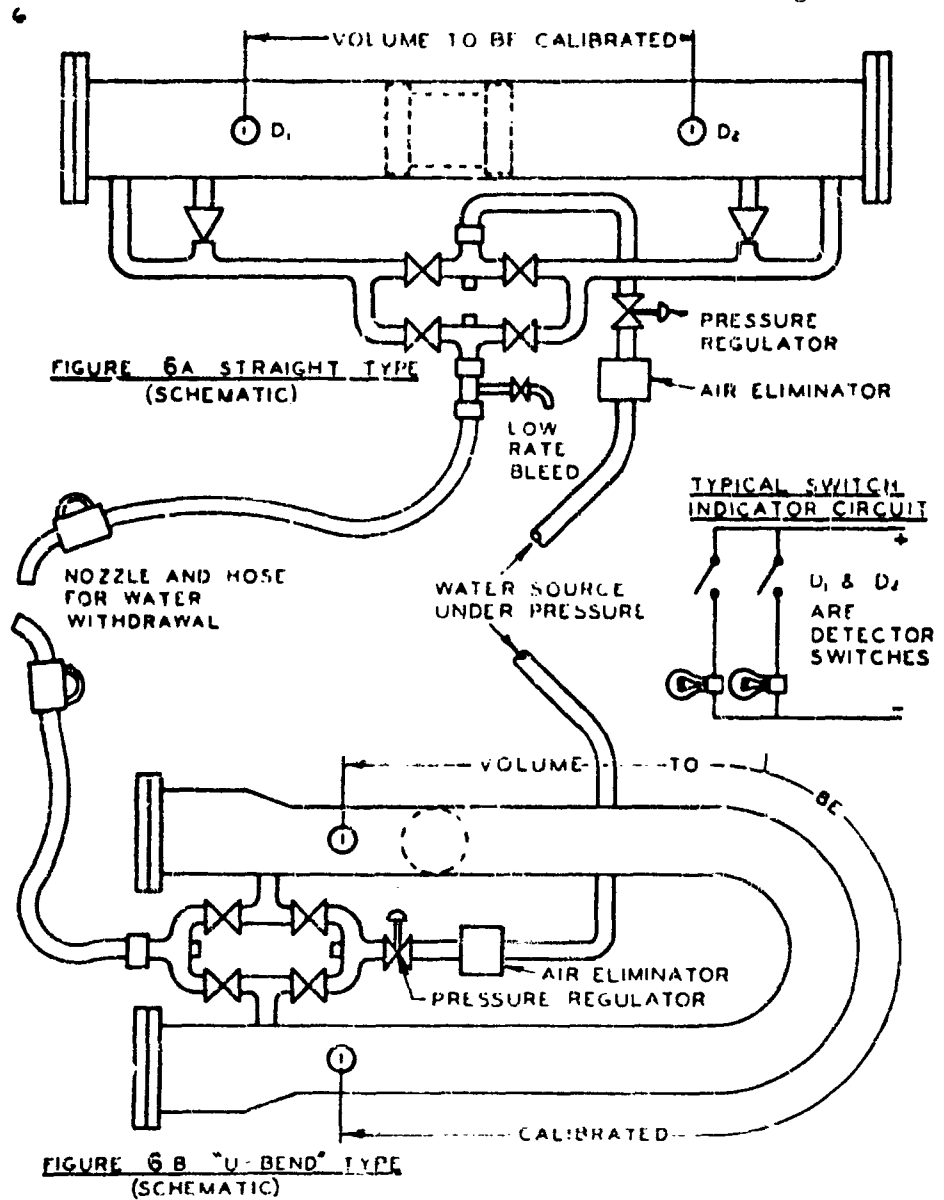 6
VOLUME TO BE CALIBRATED
D₁
D₂
PRESSURE
REGULATOR
AIR ELIMINATOR
FIGURE 6A STRAIGHT TYPE
(SCHEMATIC)
LOW
RATE
BLEED
TYPICAL SWITCH
INDICATOR CIRCUIT
+
D₁ & D₂
ARE
DETECTOR
SWITCHES
-
NOZZLE AND HOSE
FOR WATER
WITHDRAWAL
WATER SOURCE
UNDER PRESSURE
VOLUME TO BE
AIR ELIMINATOR
PRESSURE REGULATOR
CALIBRATED
FIGURE 6B "U-BEND" TYPE
(SCHEMATIC)